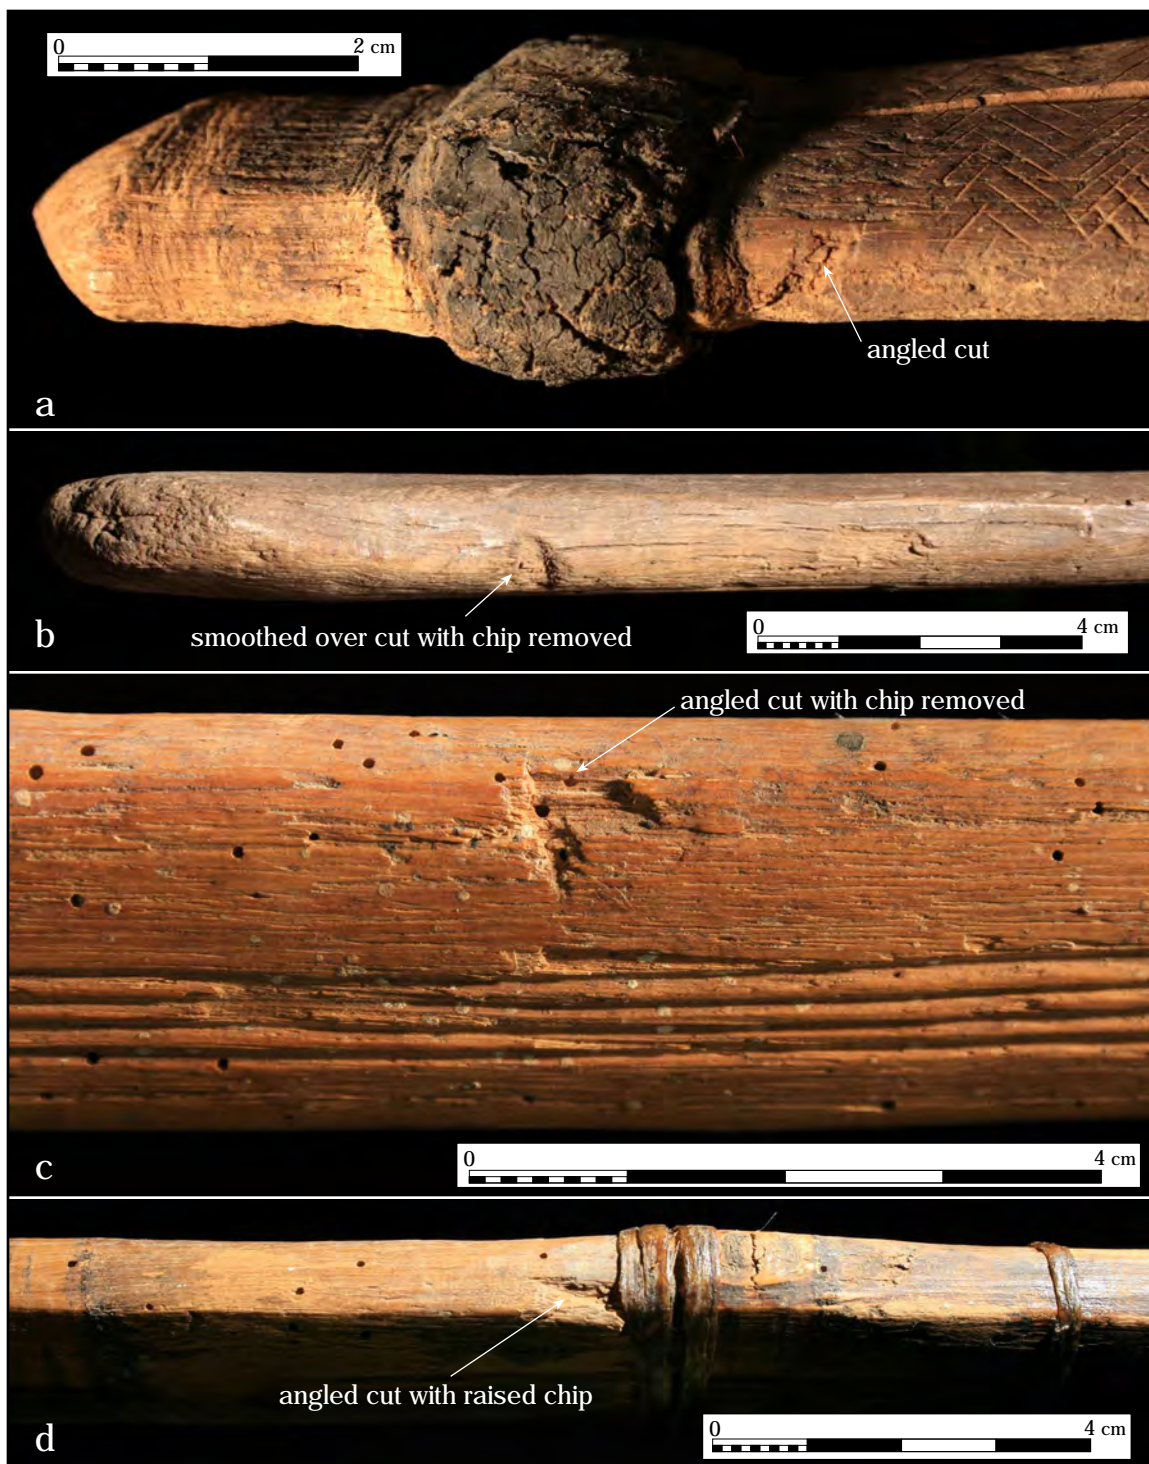 0 2 cm
angled cut
a
smoothed over cut with chip removed
b
0 4 cm
angled cut with chip removed
c
0 4 cm
angled cut with raised chip
d
0 4 cm